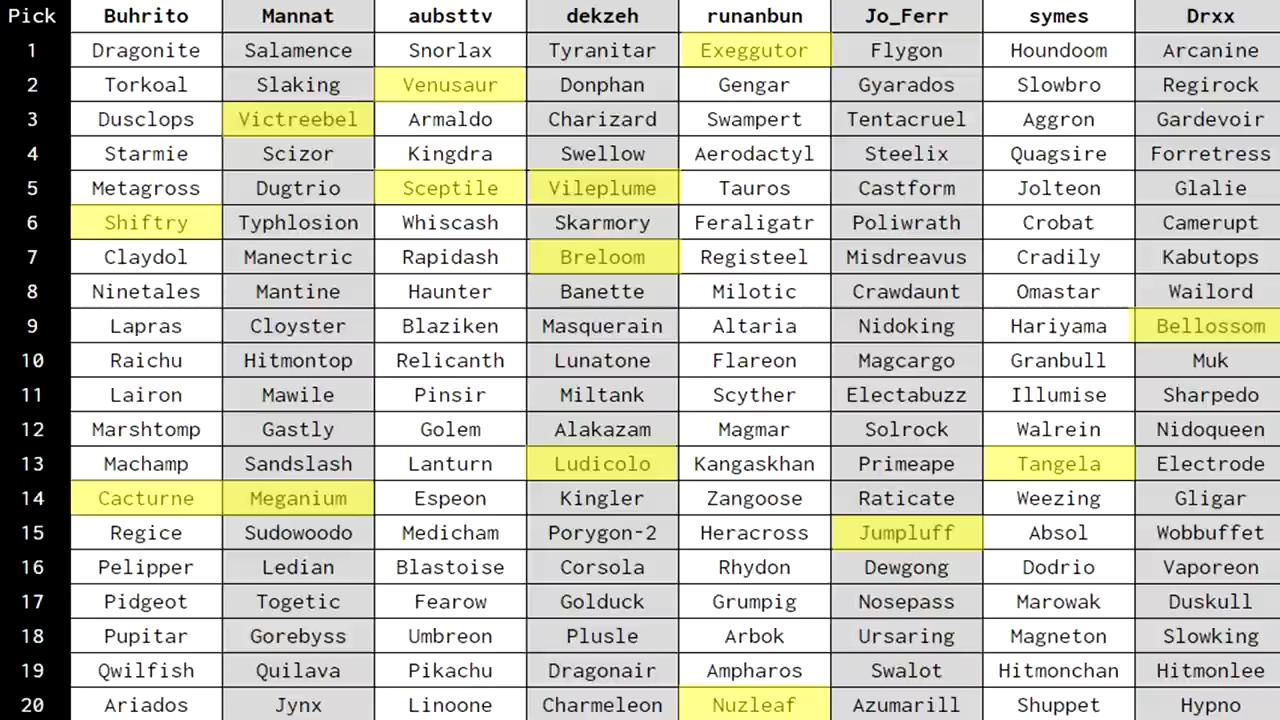 Pick Buhrito Mannat aubsttv dekzeh runanbun Jo_Ferr symes Drxx
1 Dragonite Salamence Snorlax Tyranitar Exeggutor Flygon Houndoom Arcanine
2 Torkoal Slaking Venusaur Donphan Gengar Gyarados Slowbro Regirock
3 Dusclops Victreebel Armaldo Charizard Swampert Tentacruel Aggron Gardevoir
4 Starmie Scizor Kingdra Swellow Aerodactyl Steelix Quagsire Forretress
5 Metagross Dugtrio Sceptile Vileplume Tauros Castform Jolteon Glalie
6 Shiftry Typhlosion Whiscash Skarmory Feraligatr Poliwrath Crobat Camerupt
7 Claydol Manectric Rapidash Breloom Registeel Misdreavus Cradily Kabutops
8 Ninetales Mantine Haunter Banette Milotic Crawdaunt Omastar Wailord
9 Lapras Cloyster Blaziken Masquerain Altaria Nidoking Hariyama Bellossom
10 Raichu Hitmontop Relicanth Lunatone Flareon Magcargo Granbull Muk
11 Lairon Mawile Pinsir Miltank Scyther Electabuzz Illumise Sharpedo
12 Marshtomp Gastly Golem Alakazam Magmar Solrock Walrein Nidoqueen
13 Machamp Sandslash Lanturn Ludicolo Kangaskhan Primeape Tangela Electrode
14 Cacturne Meganium Espeon Kingler Zangoose Raticate Weezing Gligar
15 Regice Sudowoodo Medicham Porygon-2 Heracross Jumpluff Absol Wobbuffet
16 Pelipper Ledian Blastoise Corsola Rhydon Dewgong Dodrio Vaporeon
17 Pidgeot Togetic Fearow Golduck Grumpig Nosepass Marowak Duskull
18 Pupitar Gorebyss Umbreon Plusle Arbok Ursaring Magneton Slowking
19 Qwilfish Quilava Pikachu Dragonair Ampharos Swalot Hitmonchan Hitmonlee
20 Ariados Jynx Linoone Charmeleon Nuzleaf Azumarill Shuppet Hypno